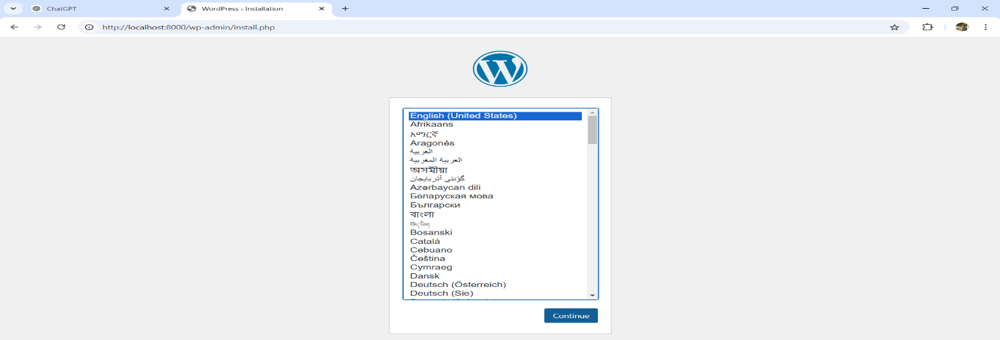 ChatGPT
WordPress › Installation
http://localhost:8000/wp-admin/install.php
English (United States)
Afrikaans
አማርኛ
Aragonés
العربية
العربية المغربية
অসমীয়া
گؤنئی آذربایجان
Azərbaycan dili
Беларуская мова
Български
বাংলা
བོད་ཡིག
Bosanski
Català
Cebuano
Čeština
Cymraeg
Dansk
Deutsch (Österreich)
Deutsch (Sie)
Continue